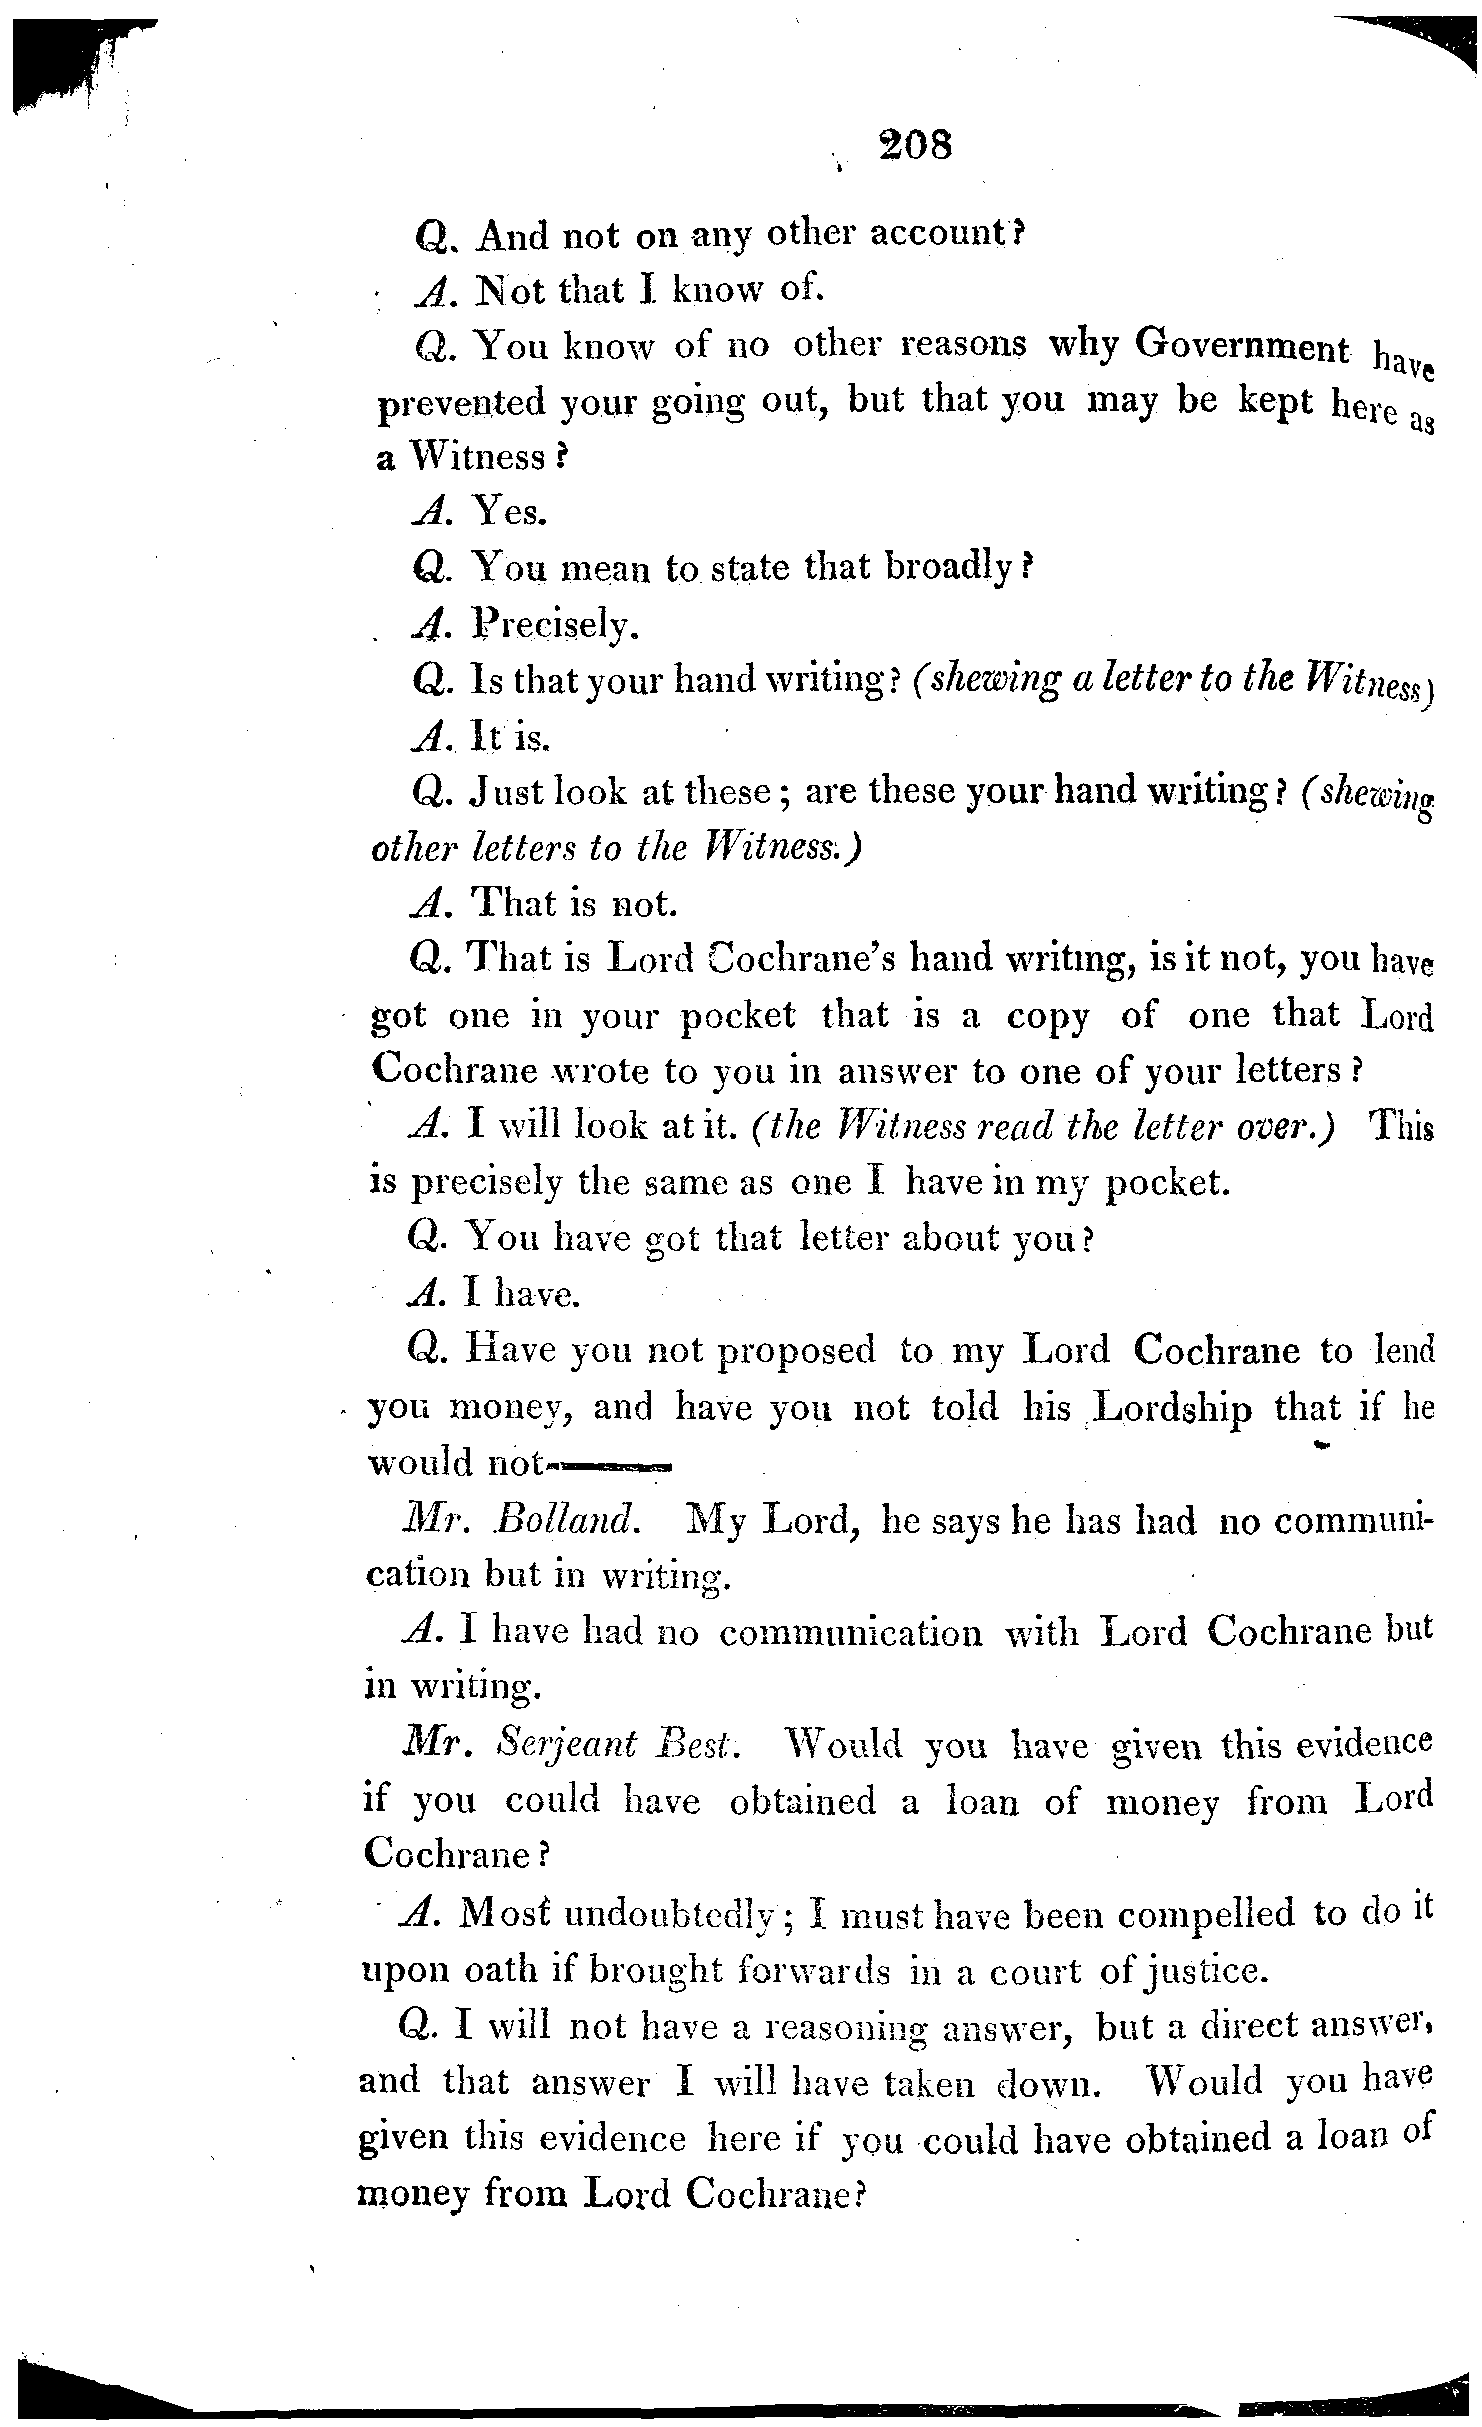 208
Q. And not on any other account?
A. Not that I know of.
Q. You know of no other reasons why Government have
prevented your going out, but that you may be kept here as
a Witness?
A. Yes.
Q. You mean to state that broadly?
A. Precisely.
Q. Is that your hand writing? (shewing a letter to the Witness)
A. It is.
Q. Just look at these; are these your hand writing? (shewing
other letters to the Witness.)
A. That is not.
Q. That is Lord Cochrane's hand writing, is it not, you have
got one in your pocket that is a copy of one that Lord
Cochrane wrote to you in answer to one of your letters?
A. I will look at it. (the Witness read the letter over.) This
is precisely the same as one I have in my pocket.
Q. You have got that letter about you?
A. I have.
Q. Have you not proposed to my Lord Cochrane to lend
you money, and have you not told his Lordship that if he
would not———
Mr. Bolland. My Lord, he says he has had no communi-
cation but in writing.
A. I have had no communication with Lord Cochrane but
in writing.
Mr. Serjeant Best. Would you have given this evidence
if you could have obtained a loan of money from Lord
Cochrane?
A. Most undoubtedly; I must have been compelled to do it
upon oath if brought forwards in a court of justice.
Q. I will not have a reasoning answer, but a direct answer,
and that answer I will have taken down. Would you have
given this evidence here if you could have obtained a loan of
money from Lord Cochrane?